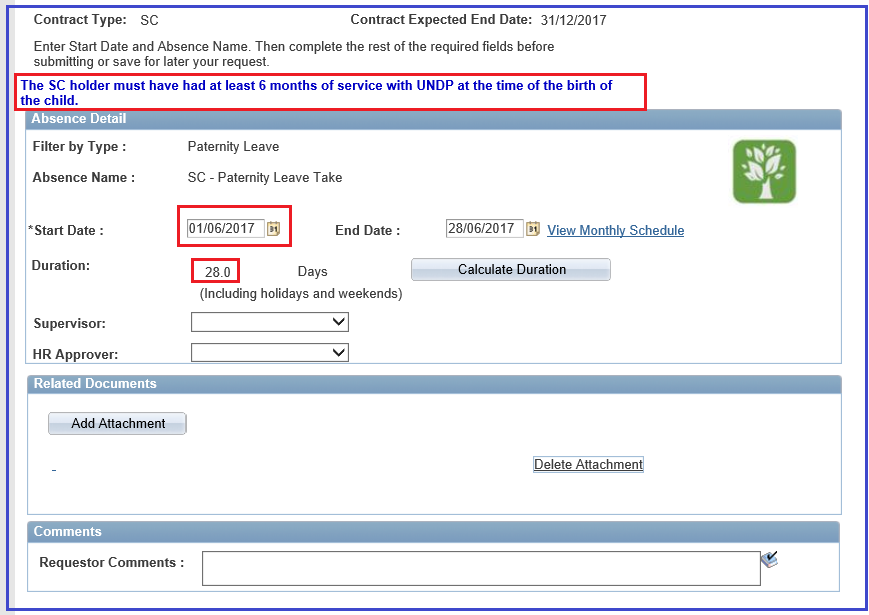 Contract Type: SC Contract Expected End Date: 31/12/2017
Enter Start Date and Absence Name. Then complete the rest of the required fields before
submitting or save for later your request.
The SC holder must have had at least 6 months of service with UNDP at the time of the birth of
the child.
Absence Detail
Filter by Type : Paternity Leave
Absence Name : SC - Paternity Leave Take
*Start Date : 01/06/2017 31 End Date : 28/06/2017 31 View Monthly Schedule
Duration: 28.0 Days Calculate Duration
(Including holidays and weekends)
Supervisor:
HR Approver:
Related Documents
Add Attachment
Delete Attachment
Comments
Requestor Comments :